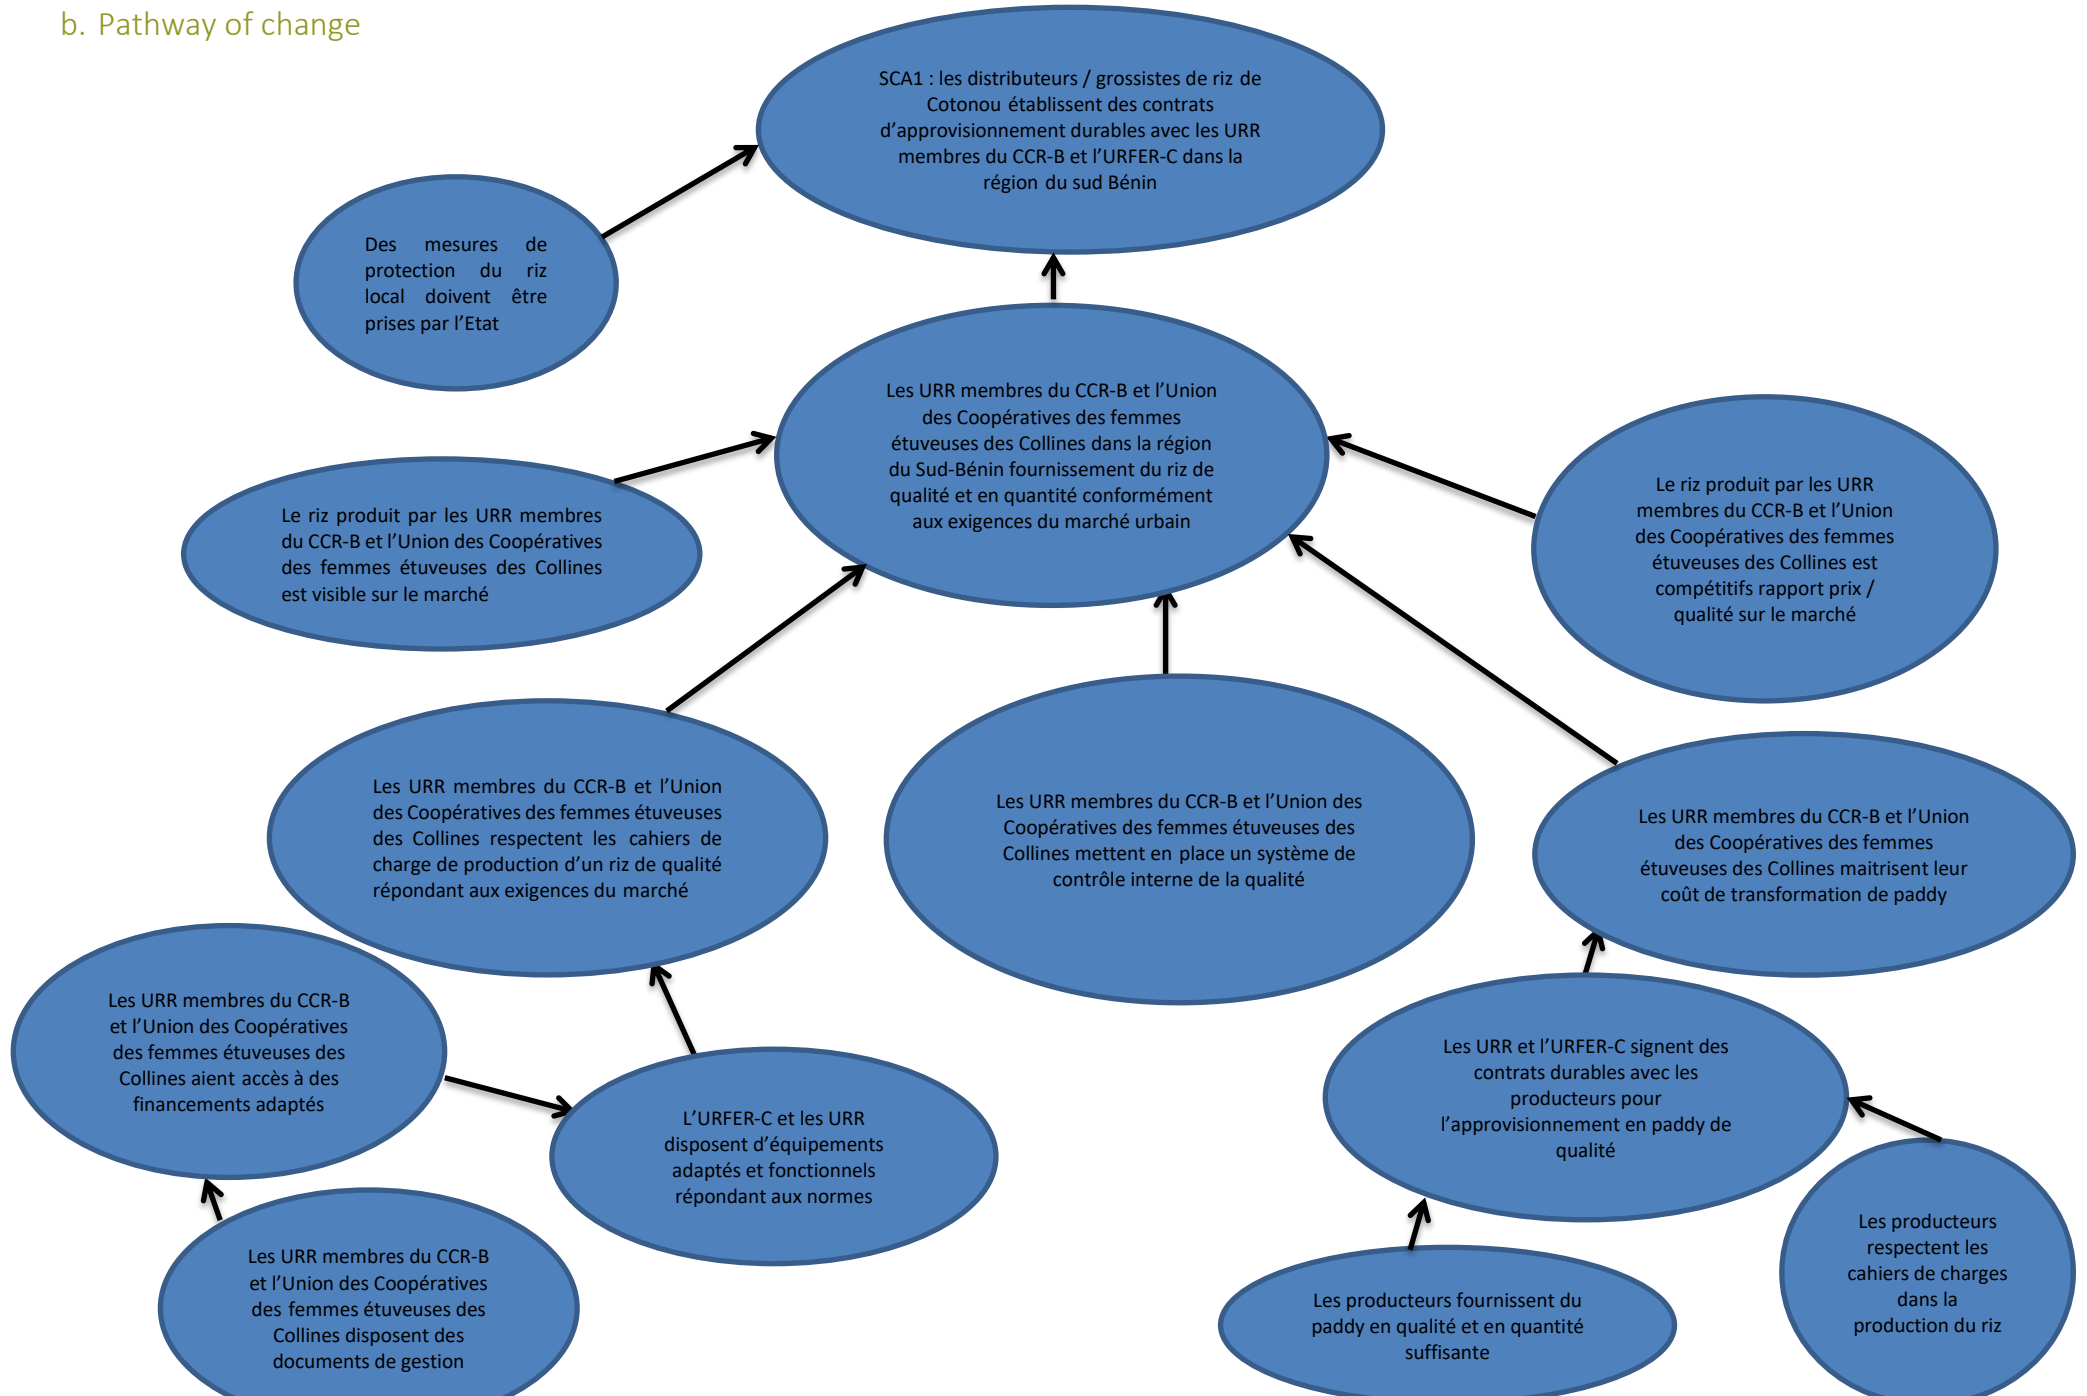 b. Pathway of change
SCA1 : les distributeurs / grossistes de riz de
Cotonou établissent des contrats
d’approvisionnement durables avec les URR
membres du CCR-B et l’URFER-C dans la
région du sud Bénin
Des mesures de
protection du riz
local doivent être
prises par l’Etat
Les URR membres du CCR-B et l’Union
des Coopératives des femmes
étuveuses des Collines dans la région
du Sud-Bénin fournissement du riz de
qualité et en quantité conformément
aux exigences du marché urbain
Le riz produit par les URR membres
du CCR-B et l’Union des Coopératives
des femmes étuveuses des Collines
est visible sur le marché
Le riz produit par les URR
membres du CCR-B et l’Union
des Coopératives des femmes
étuveuses des Collines est
compétitifs rapport prix /
qualité sur le marché
Les URR membres du CCR-B et l’Union
des Coopératives des femmes étuveuses
des Collines respectent les cahiers de
charge de production d’un riz de qualité
répondant aux exigences du marché
Les URR membres du CCR-B et l’Union des
Coopératives des femmes étuveuses des
Collines mettent en place un système de
contrôle interne de la qualité
Les URR membres du CCR-B et l’Union
des Coopératives des femmes
étuveuses des Collines maitrisent leur
coût de transformation de paddy
Les URR membres du CCR-B
et l’Union des Coopératives
des femmes étuveuses des
Collines aient accès à des
financements adaptés
L’URFER-C et les URR
disposent d’équipements
adaptés et fonctionnels
répondant aux normes
Les URR et l’URFER-C signent des
contrats durables avec les
producteurs pour
l’approvisionnement en paddy de
qualité
Les URR membres du CCR-B
et l’Union des Coopératives
des femmes étuveuses des
Collines disposent des
documents de gestion
Les producteurs fournissent du
paddy en qualité et en quantité
suffisante
Les producteurs
respectent les
cahiers de charges
dans la
production du riz